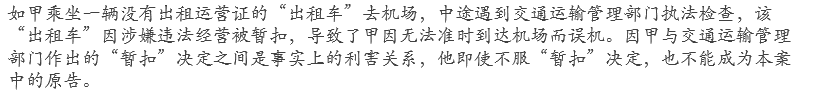 如甲乘坐一辆没有出租运营证的“出租车”去机场，中途遇到交通运输管理部门执法检查，该
“出租车”因涉嫌违法经营被暂扣，导致了甲因无法准时到达机场而误机。因甲与交通运输管理
部门作出的“暂扣”决定之间是事实上的利害关系，他即使不服“暂扣”决定，也不能成为本案
中的原告。